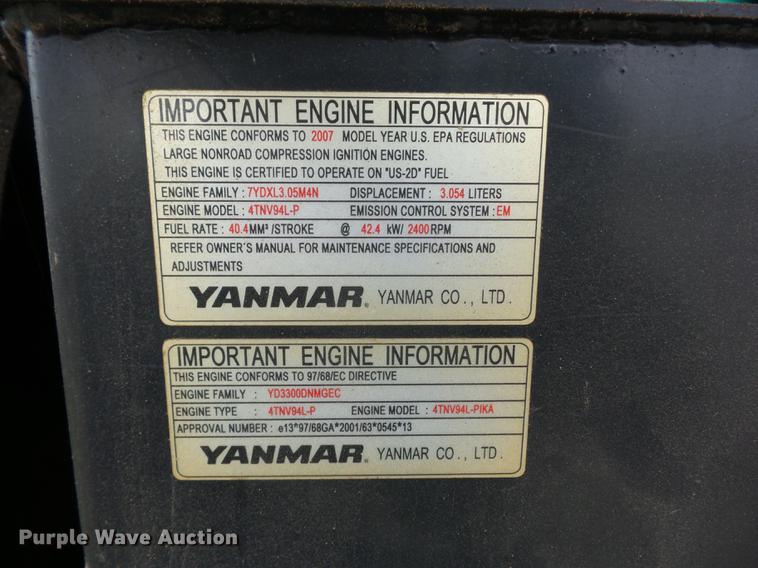 IMPORTANT ENGINE INFORMATION
THIS ENGINE CONFORMS TO 2007 MODEL YEAR U.S. EPA REGULATIONS
LARGE NONROAD COMPRESSION IGNITION ENGINES.
THIS ENGINE IS CERTIFIED TO OPERATE ON "US-2D" FUEL
ENGINE FAMILY : 7YDXL3.05M4N DISPLACEMENT : 3.054 LITERS
ENGINE MODEL : 4TNV94L-P EMISSION CONTROL SYSTEM : EM
FUEL RATE : 40.4 MM³ /STROKE @ 42.4 kW/ 2400 RPM
REFER OWNER'S MANUAL FOR MAINTENANCE SPECIFICATIONS AND
ADJUSTMENTS
YANMAR® YANMAR CO., LTD.
IMPORTANT ENGINE INFORMATION
THIS ENGINE CONFORMS TO 97/68/EC DIRECTIVE
ENGINE FAMILY : YD3300DNMGEC
ENGINE TYPE : 4TNV94L-P ENGINE MODEL : 4TNV94L-PIKA
APPROVAL NUMBER : e13*97/68GA*2001/63*0545*13
YANMAR® YANMAR CO., LTD.
Purple Wave Auction